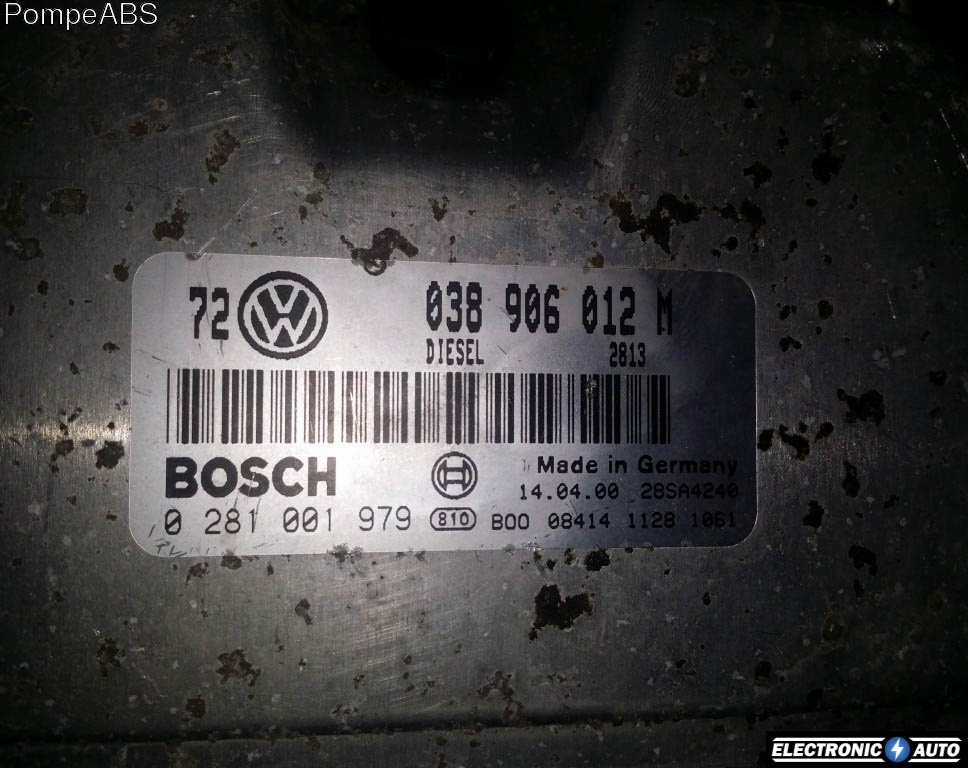 PompeABS
72 VW 038 906 012 M
DIESEL 2813
BOSCH Made in Germany
14.04.00 28SA4240
0 281 001 979 810 B00 08414 1128 1061
ELECTRONIC AUTO